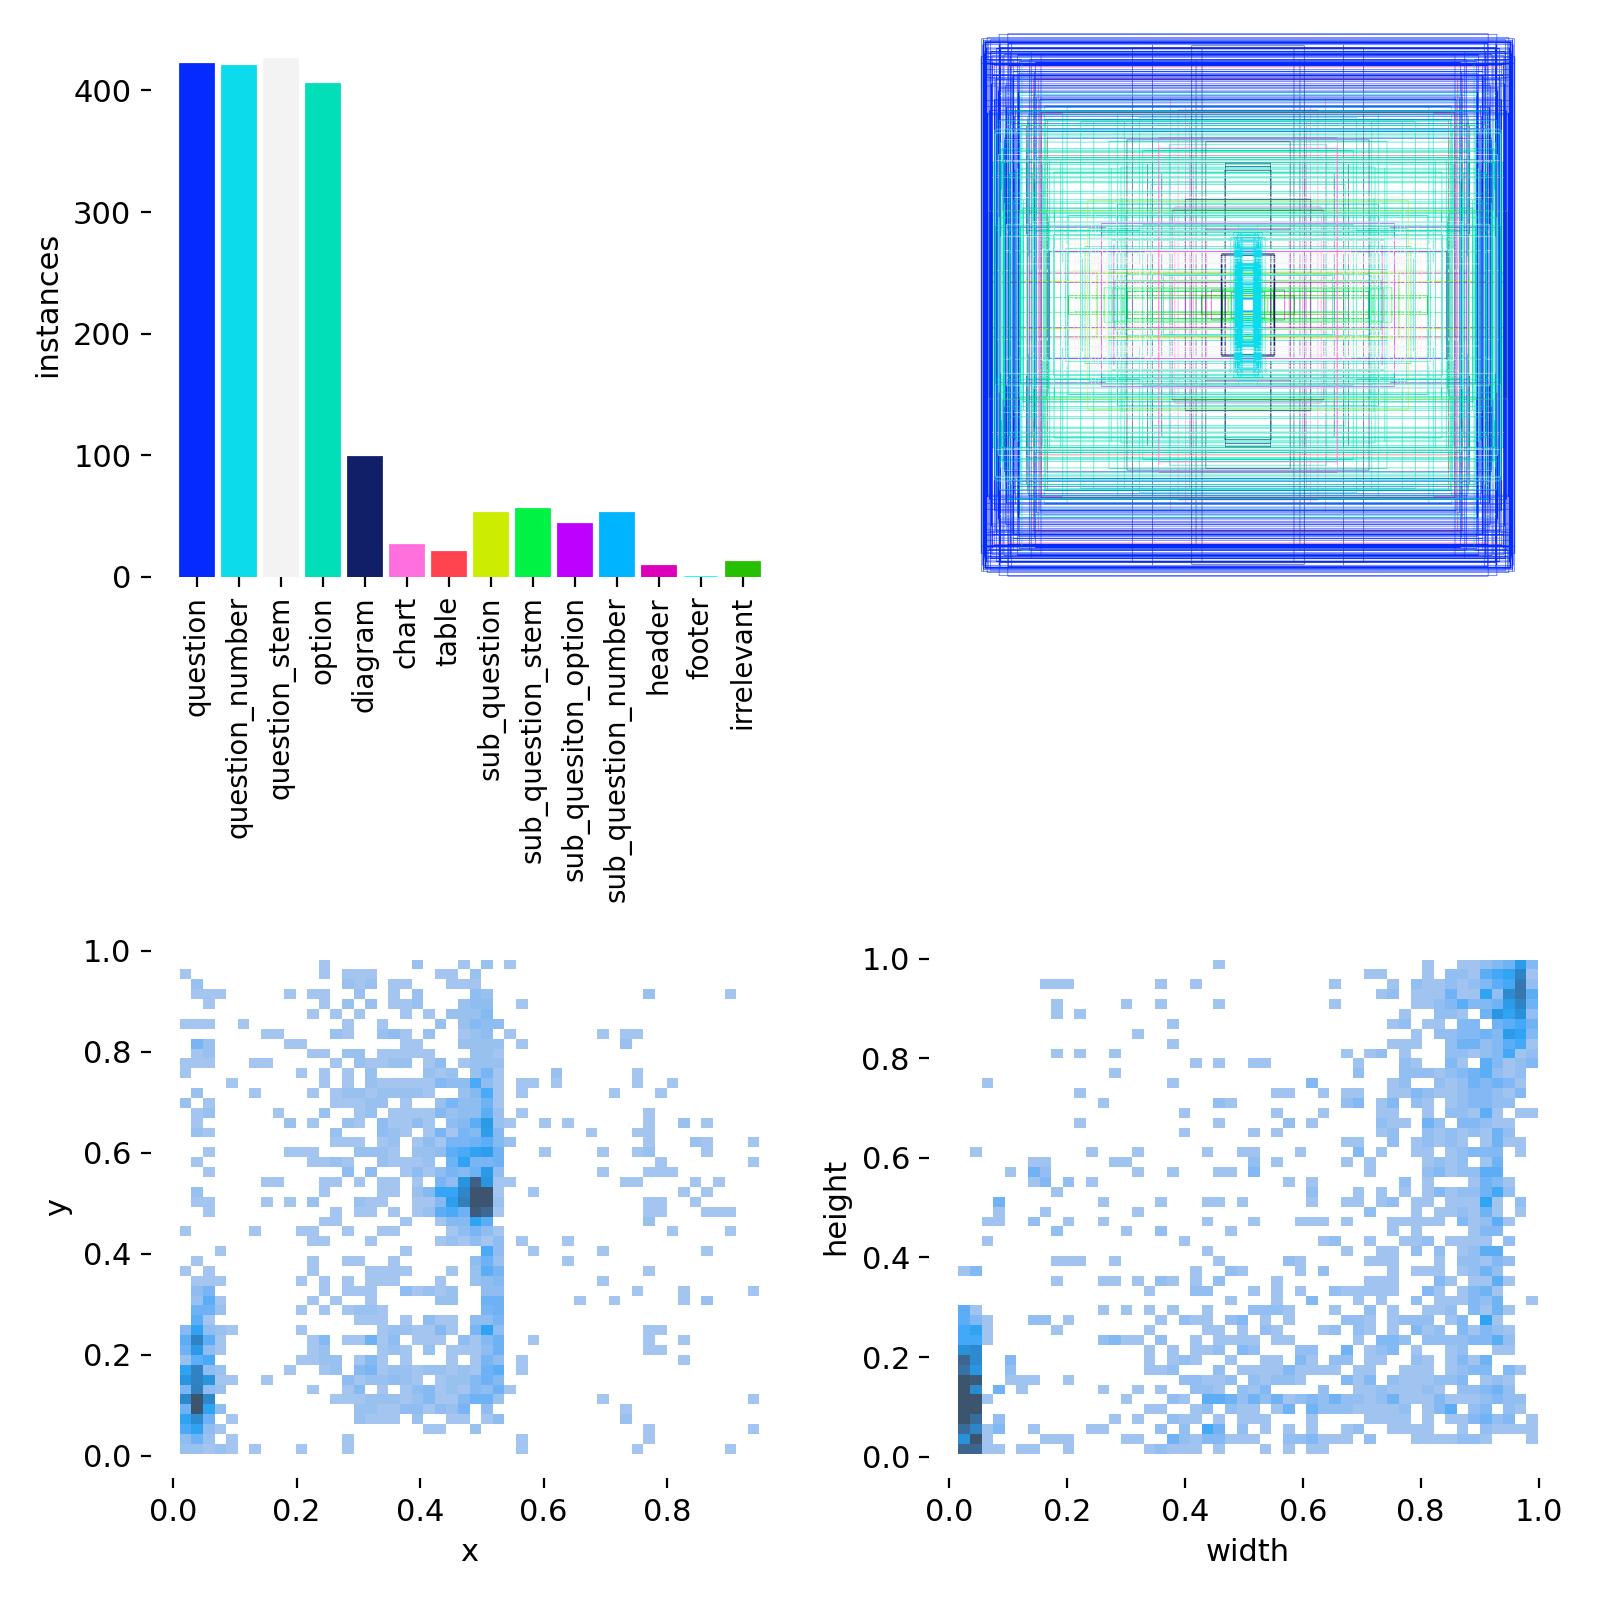 instances
400
300
200
100
0
question
question_number
question_stem
option
diagram
chart
table
sub_question
sub_question_stem
sub_quesiton_option
sub_question_number
header
footer
irrelevant
y
1.0
0.8
0.6
0.4
0.2
0.0
0.0 0.2 0.4 0.6 0.8
x
height
1.0
0.8
0.6
0.4
0.2
0.0
0.0 0.2 0.4 0.6 0.8 1.0
width